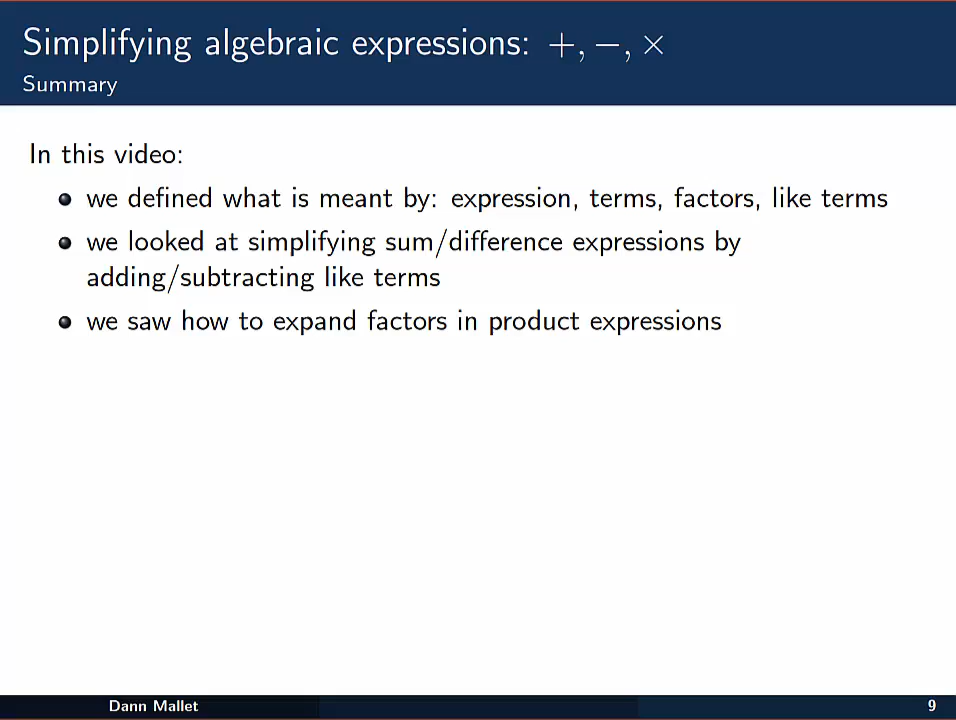 Simplifying algebraic expressions: +, −, ×
Summary
In this video:
we defined what is meant by: expression, terms, factors, like terms
we looked at simplifying sum/difference expressions by
adding/subtracting like terms
we saw how to expand factors in product expressions
Dann Mallet
9